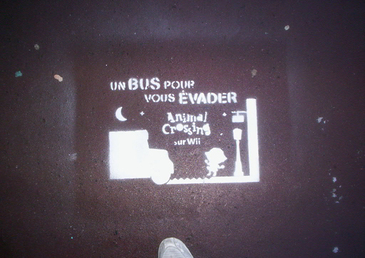 UN BUS POUR
VOUS ÉVADER
Animal
Crossing
sur Wii